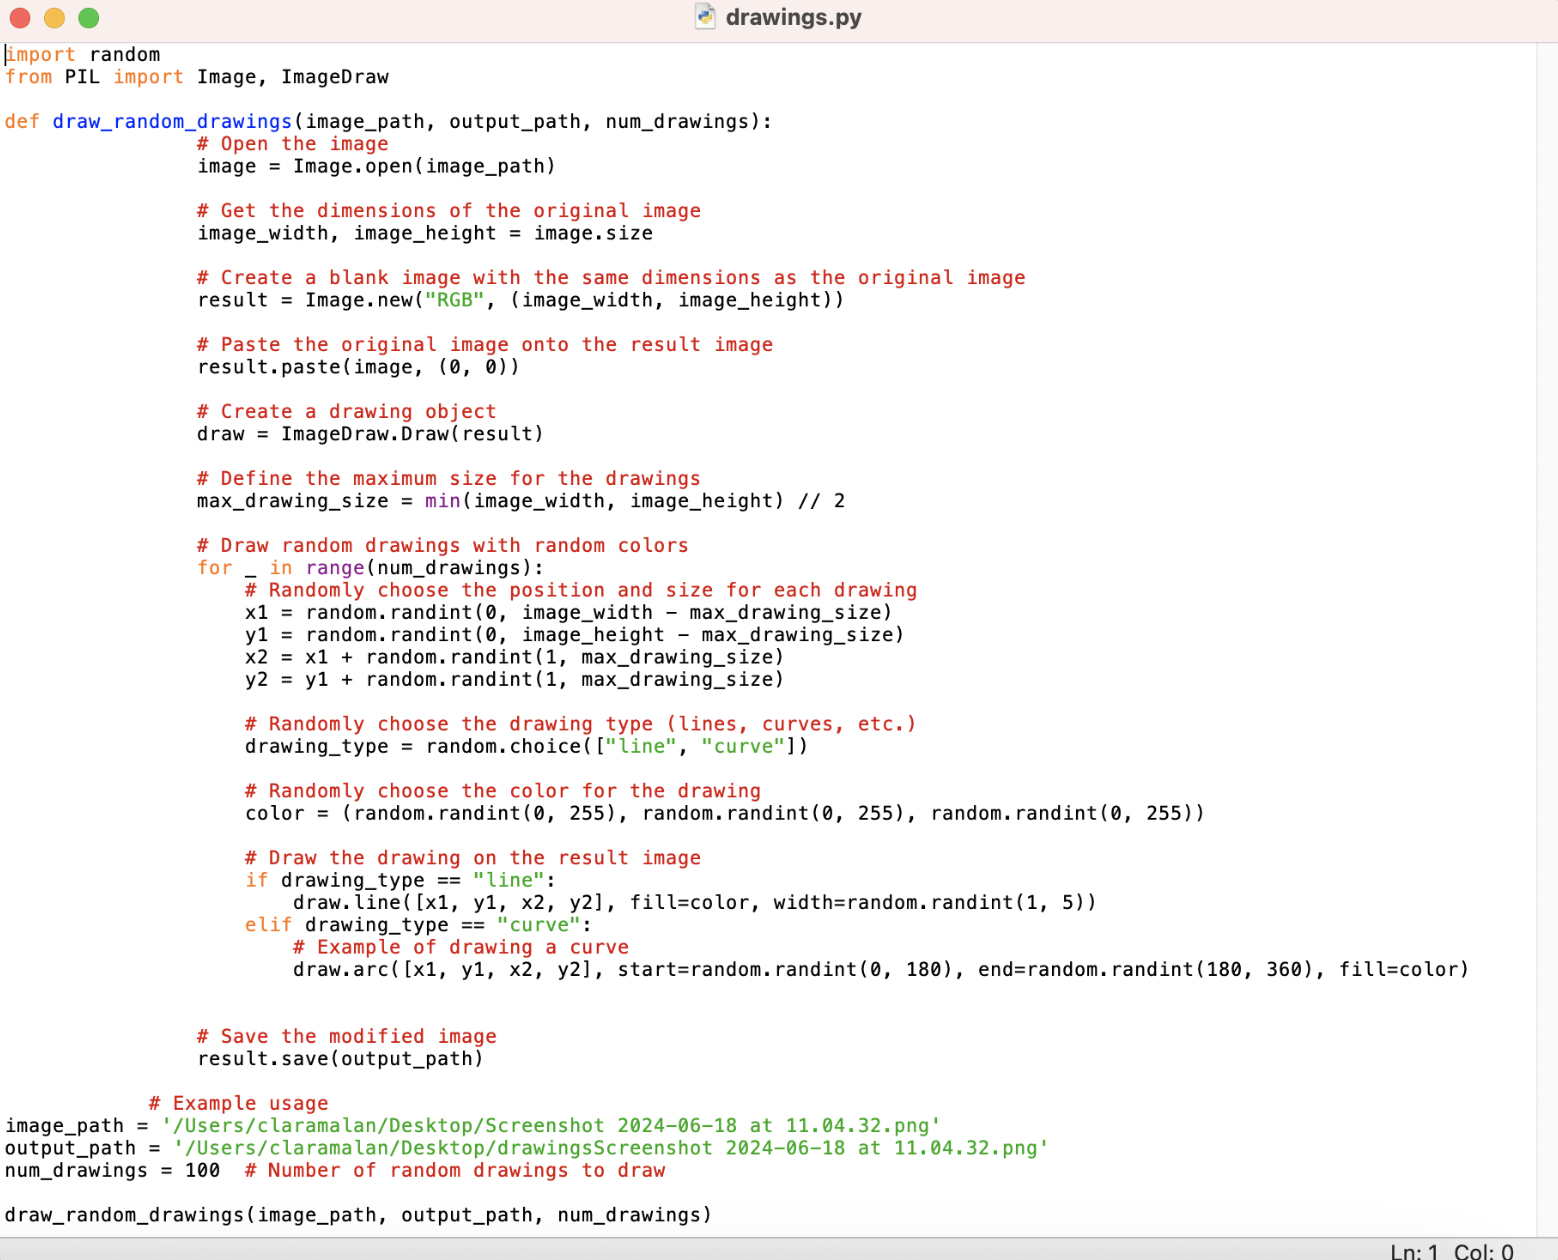 drawings.py
import random
from PIL import Image, ImageDraw
def draw_random_drawings(image_path, output_path, num_drawings):
# Open the image
image = Image.open(image_path)
# Get the dimensions of the original image
image_width, image_height = image.size
# Create a blank image with the same dimensions as the original image
result = Image.new("RGB", (image_width, image_height))
# Paste the original image onto the result image
result.paste(image, (0, 0))
# Create a drawing object
draw = ImageDraw.Draw(result)
# Define the maximum size for the drawings
max_drawing_size = min(image_width, image_height) // 2
# Draw random drawings with random colors
for _ in range(num_drawings):
# Randomly choose the position and size for each drawing
x1 = random.randint(0, image_width - max_drawing_size)
y1 = random.randint(0, image_height - max_drawing_size)
x2 = x1 + random.randint(1, max_drawing_size)
y2 = y1 + random.randint(1, max_drawing_size)
# Randomly choose the drawing type (lines, curves, etc.)
drawing_type = random.choice(["line", "curve"])
# Randomly choose the color for the drawing
color = (random.randint(0, 255), random.randint(0, 255), random.randint(0, 255))
# Draw the drawing on the result image
if drawing_type == "line":
draw.line([x1, y1, x2, y2], fill=color, width=random.randint(1, 5))
elif drawing_type == "curve":
# Example of drawing a curve
draw.arc([x1, y1, x2, y2], start=random.randint(0, 180), end=random.randint(180, 360), fill=color)
# Save the modified image
result.save(output_path)
# Example usage
image_path = '/Users/claramalan/Desktop/Screenshot 2024-06-18 at 11.04.32.png'
output_path = '/Users/claramalan/Desktop/drawingsScreenshot 2024-06-18 at 11.04.32.png'
num_drawings = 100  # Number of random drawings to draw
draw_random_drawings(image_path, output_path, num_drawings)
Ln: 1 Col: 0